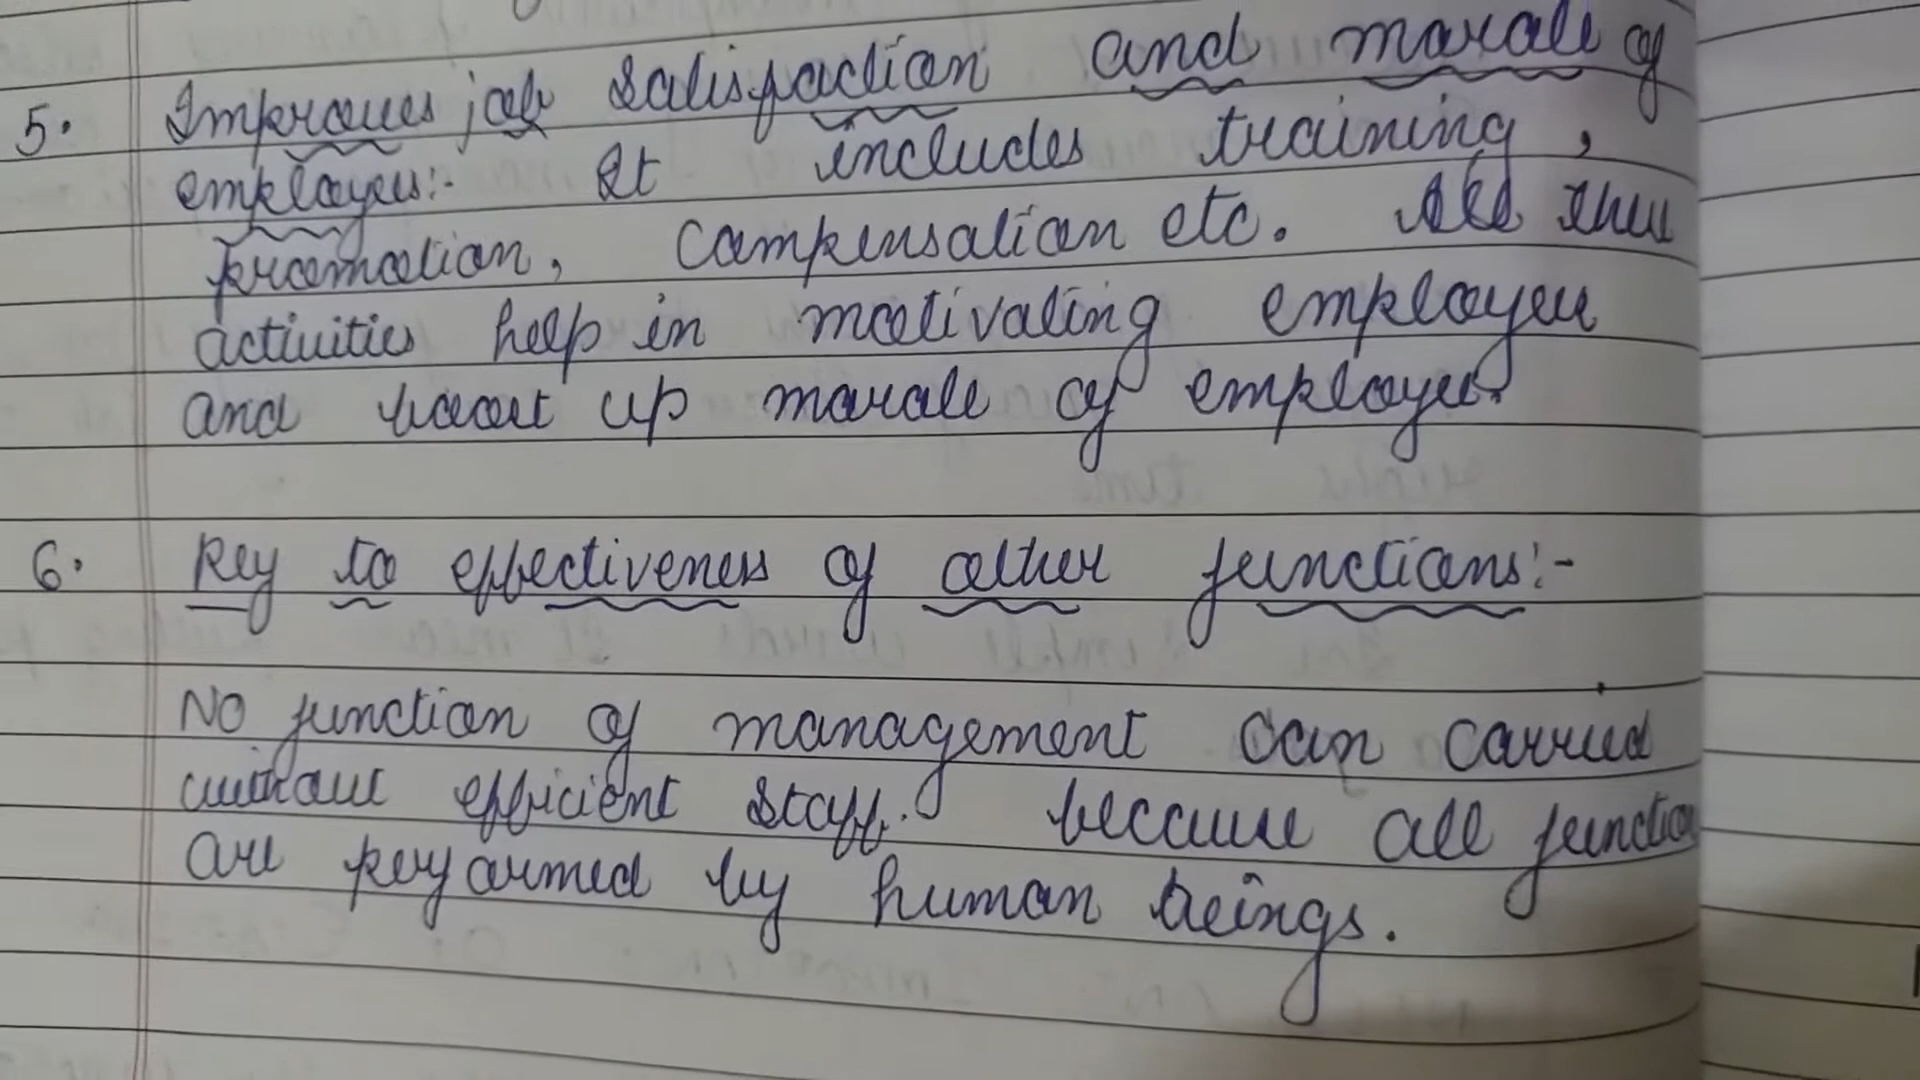 5. Improves job satisfaction and morale of
employees:- It includes training,
promotion, compensation etc. All these
activities help in motivating employees
and boost up morale of employees.
6. Key to effectiveness of other functions:-
No function of management can carried
without efficient staff. because all function
are performed by human beings.